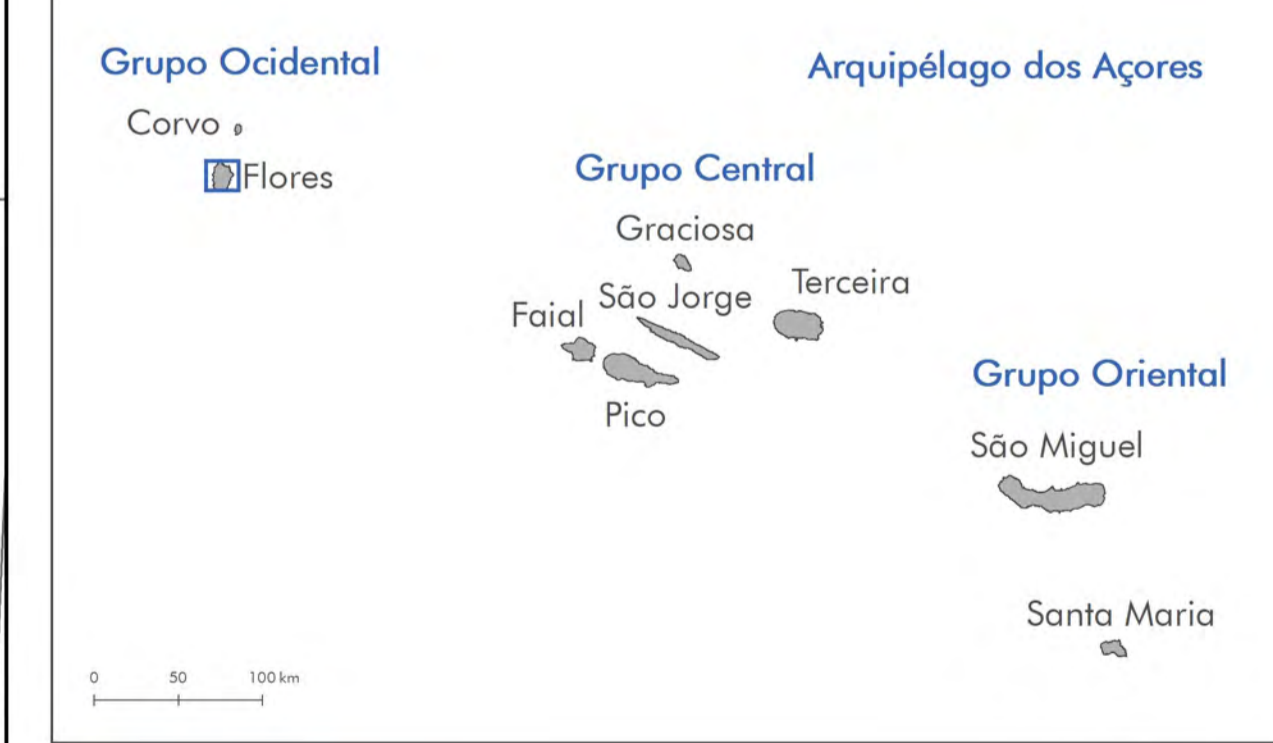 Grupo Ocidental
Arquipélago dos Açores
Corvo
Flores
Grupo Central
Graciosa
São Jorge
Terceira
Faial
Pico
Grupo Oriental
São Miguel
Santa Maria
0 50 100 km